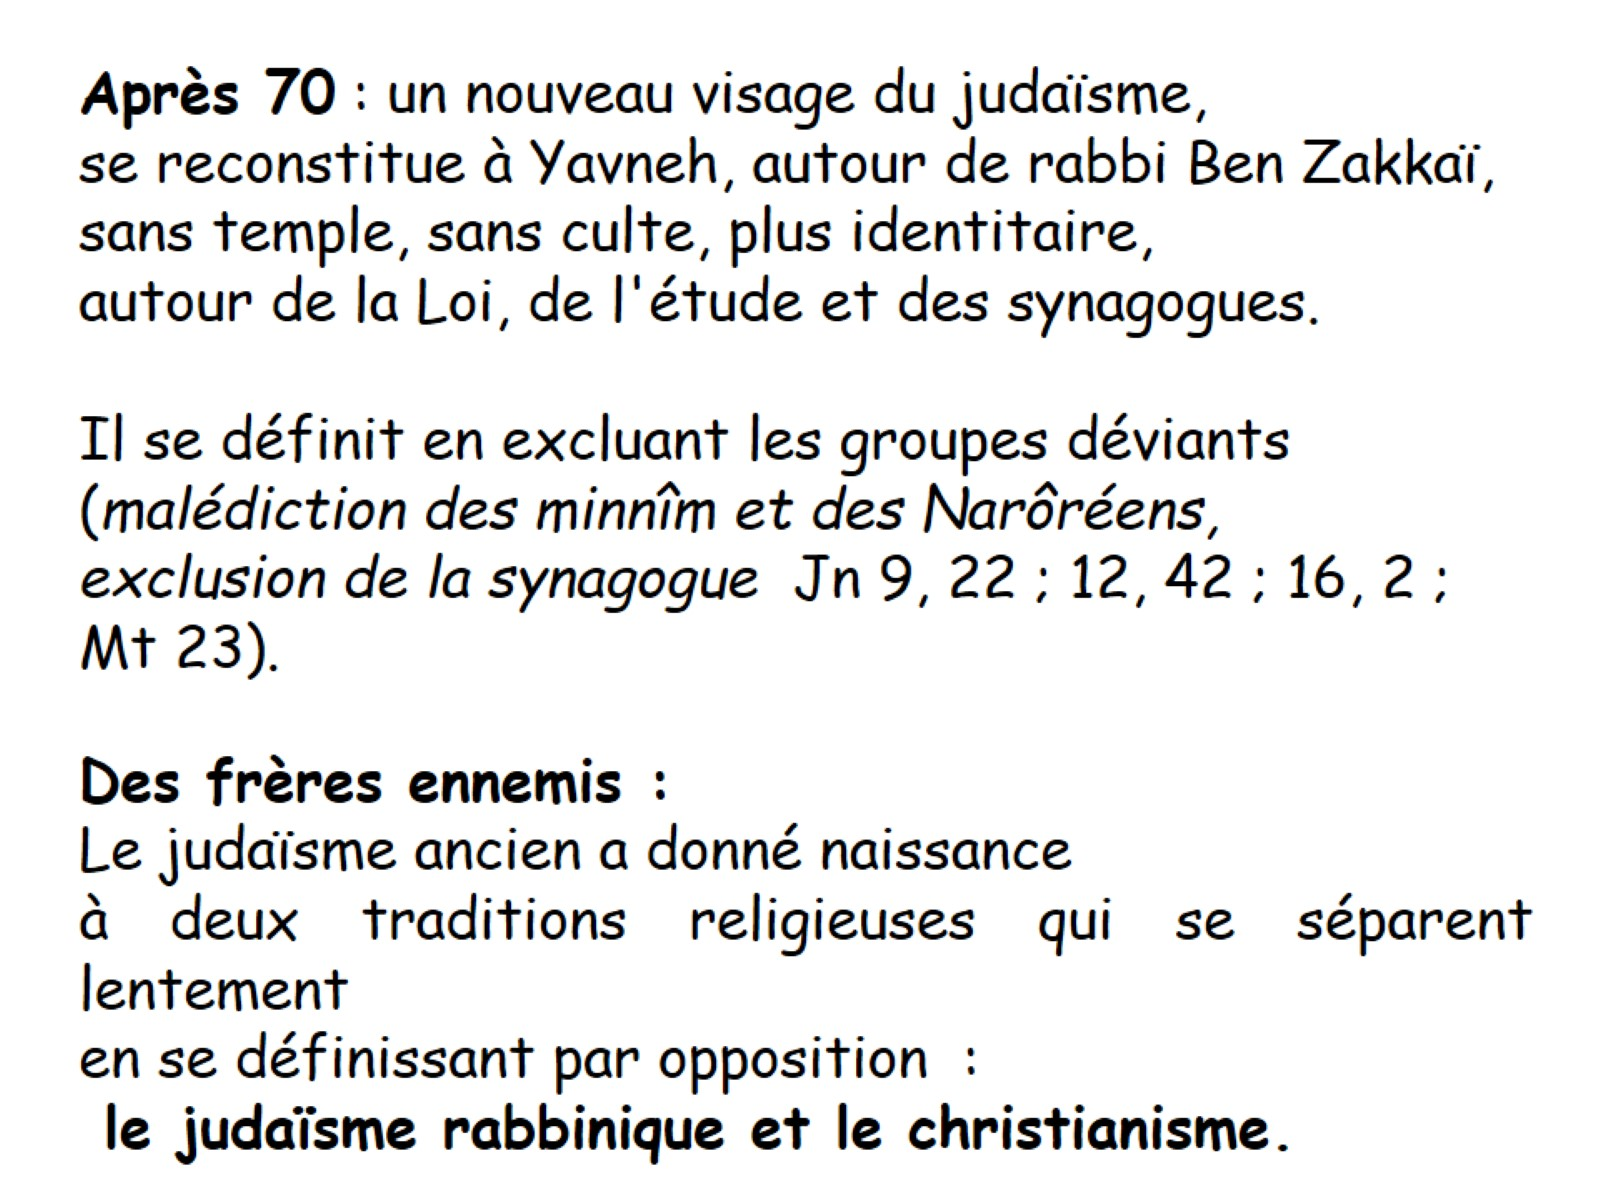 Après 70 : un nouveau visage du judaïsme,
se reconstitue à Yavneh, autour de rabbi Ben Zakkaï,
sans temple, sans culte, plus identitaire,
autour de la Loi, de l'étude et des synagogues.
Il se définit en excluant les groupes déviants
(malédiction des minnîm et des Narôréens,
exclusion de la synagogue  Jn 9, 22 ; 12, 42 ; 16, 2 ;
Mt 23).
Des frères ennemis :
Le judaïsme ancien a donné naissance
à deux traditions religieuses qui se séparent
lentement
en se définissant par opposition  :
le judaïsme rabbinique et le christianisme.